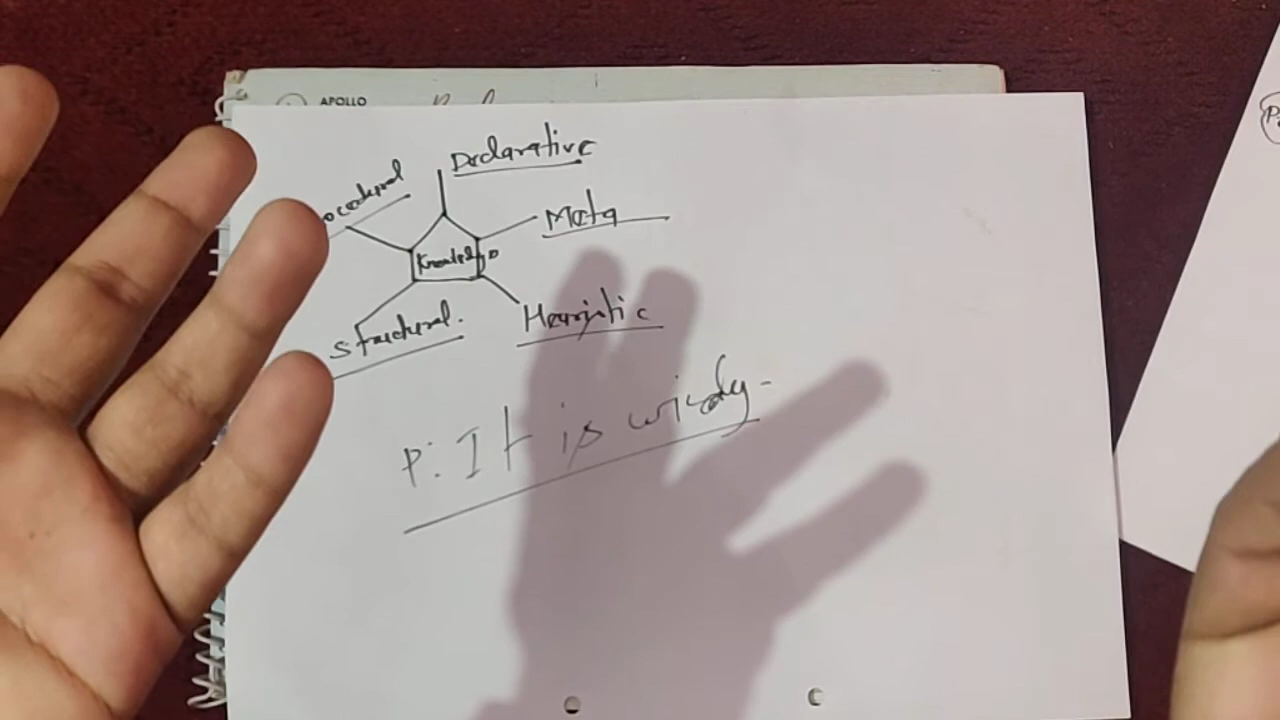 APOLLO
Declarative
ocedural
Meta
Knowledge
Structural.
Heuristic
P: It is windy.